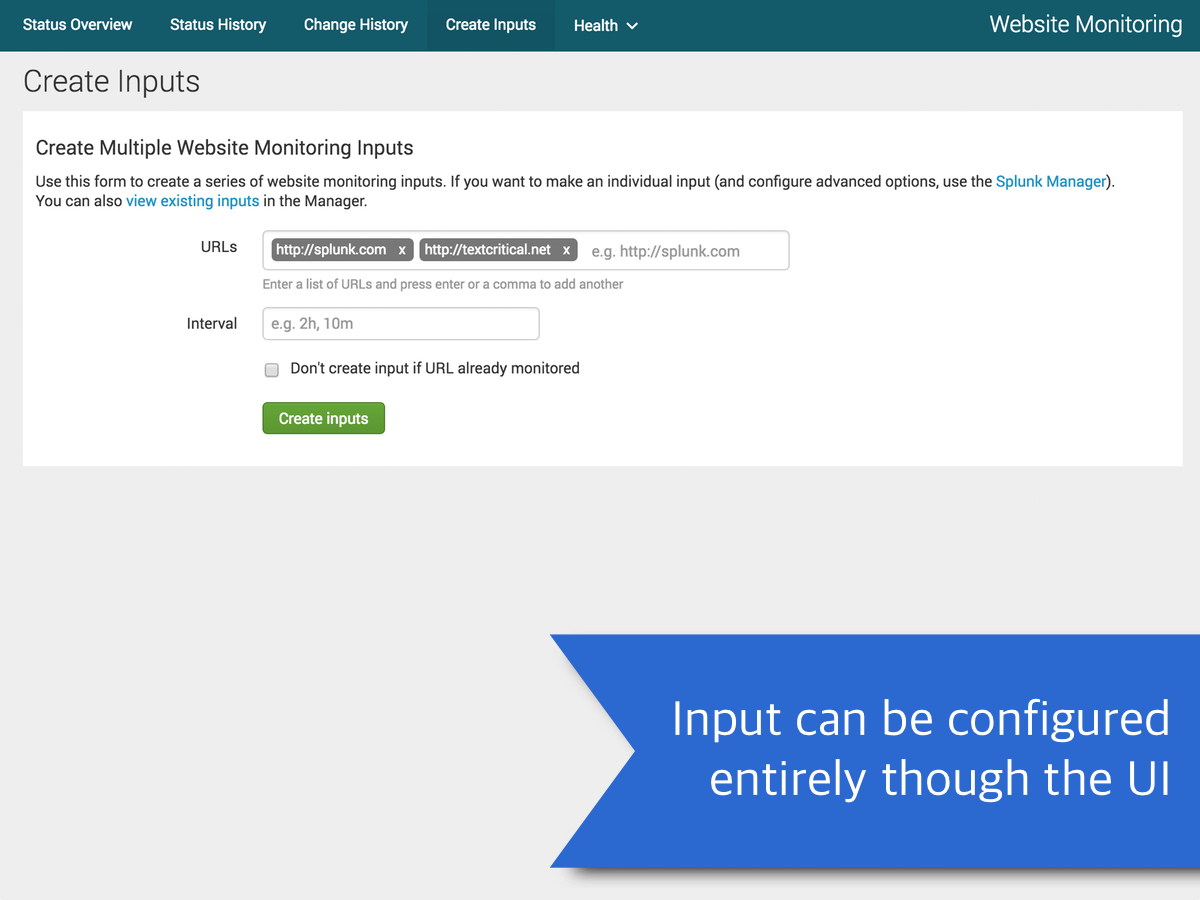 Status Overview Status History Change History Create Inputs Health Website Monitoring
Create Inputs
Create Multiple Website Monitoring Inputs
Use this form to create a series of website monitoring inputs. If you want to make an individual input (and configure advanced options, use the Splunk Manager).
You can also view existing inputs in the Manager.
URLs http://splunk.com x http://textcritical.net x e.g. http://splunk.com
Enter a list of URLs and press enter or a comma to add another
Interval e.g. 2h, 10m
Don't create input if URL already monitored
Create inputs
Input can be configured
entirely though the UI